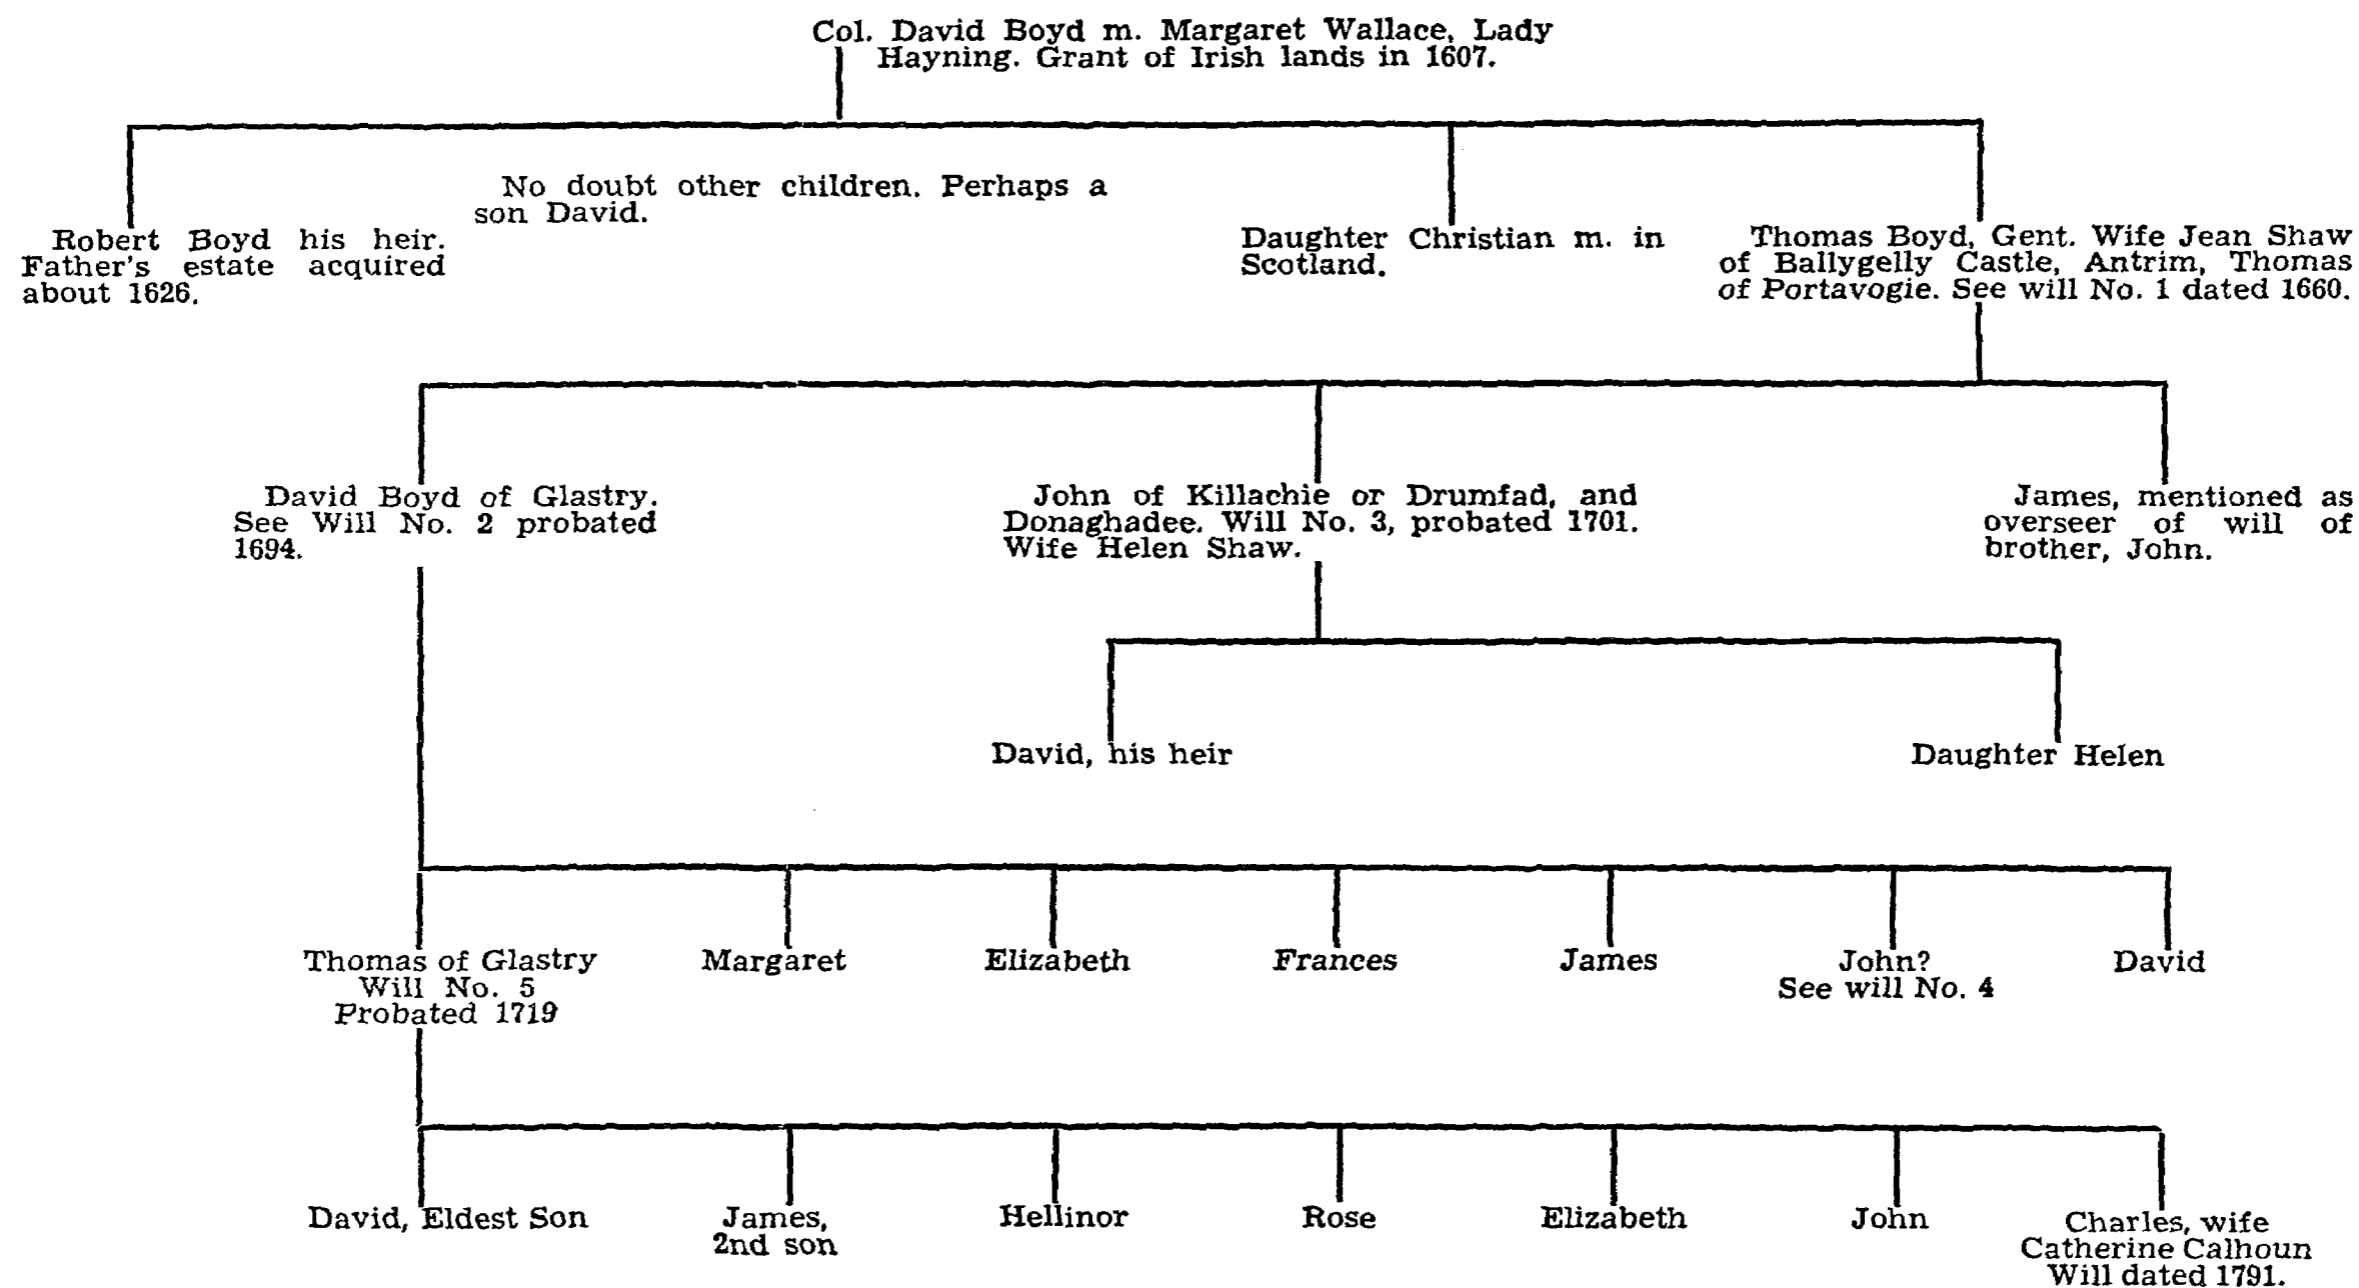 Col. David Boyd m. Margaret Wallace, Lady
Hayning. Grant of Irish lands in 1607.
No doubt other children. Perhaps a
son David.
Robert Boyd his heir.
Father's estate acquired
about 1626.
Daughter Christian m. in
Scotland.
Thomas Boyd, Gent. Wife Jean Shaw
of Ballygelly Castle, Antrim, Thomas
of Portavogie. See will No. 1 dated 1660.
David Boyd of Glastry.
See Will No. 2 probated
1694.
John of Killachie or Drumfad, and
Donaghadee. Will No. 3, probated 1701.
Wife Helen Shaw.
James, mentioned as
overseer of will of
brother, John.
David, his heir
Daughter Helen
Thomas of Glastry
Will No. 5
Probated 1719
Margaret
Elizabeth
Frances
James
John?
See will No. 4
David
David, Eldest Son
James,
2nd son
Hellinor
Rose
Elizabeth
John
Charles, wife
Catherine Calhoun
Will dated 1791.